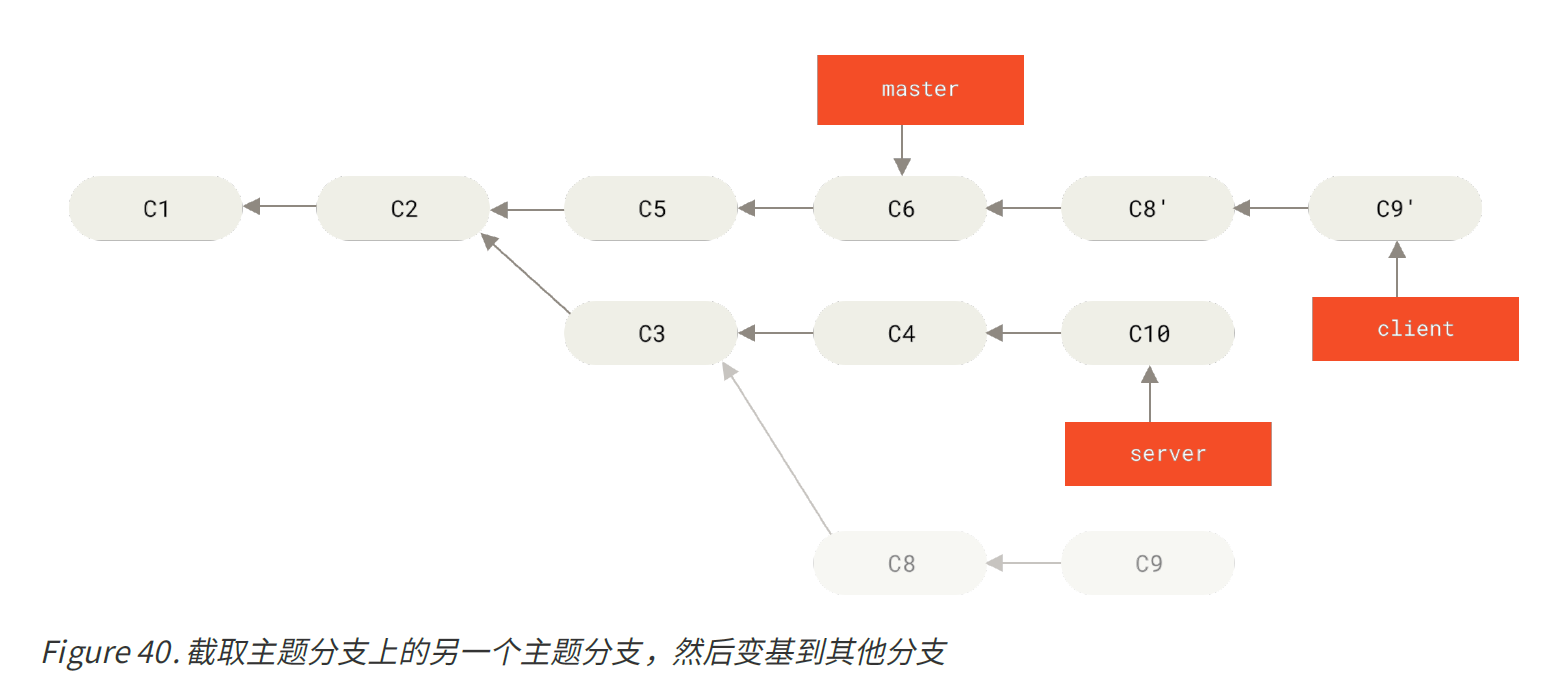 master
C1 C2 C5 C6 C8' C9'
C3 C4 C10
client
server
C8 C9
Figure 40. 截取主题分支上的另一个主题分支，然后变基到其他分支